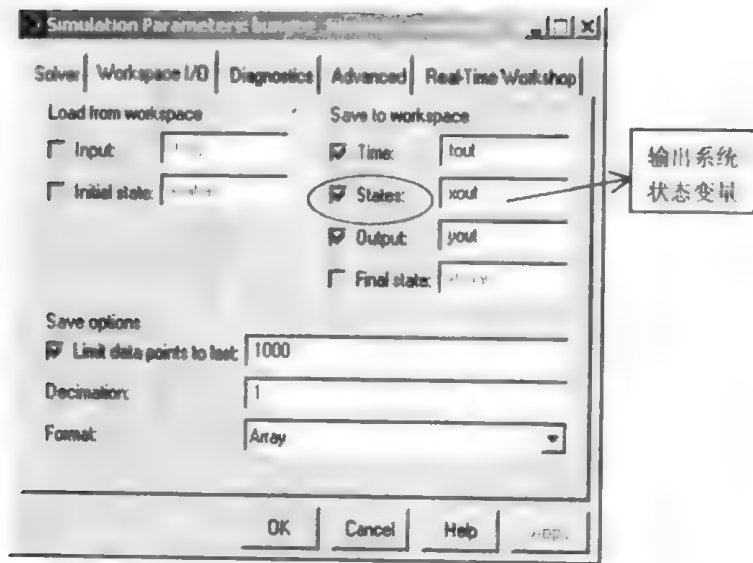 Simulation Parameters:
Solver Workspace I/O Diagnostics Advanced Real-Time Workshop
Load from workspace
Save to workspace
Input:
Time: tout
Initial state:
States: xout
Output: yout
Final state:
输出系统
状态变量
Save options
Limit data points to last: 1000
Decimation: 1
Format: Array
OK Cancel Help